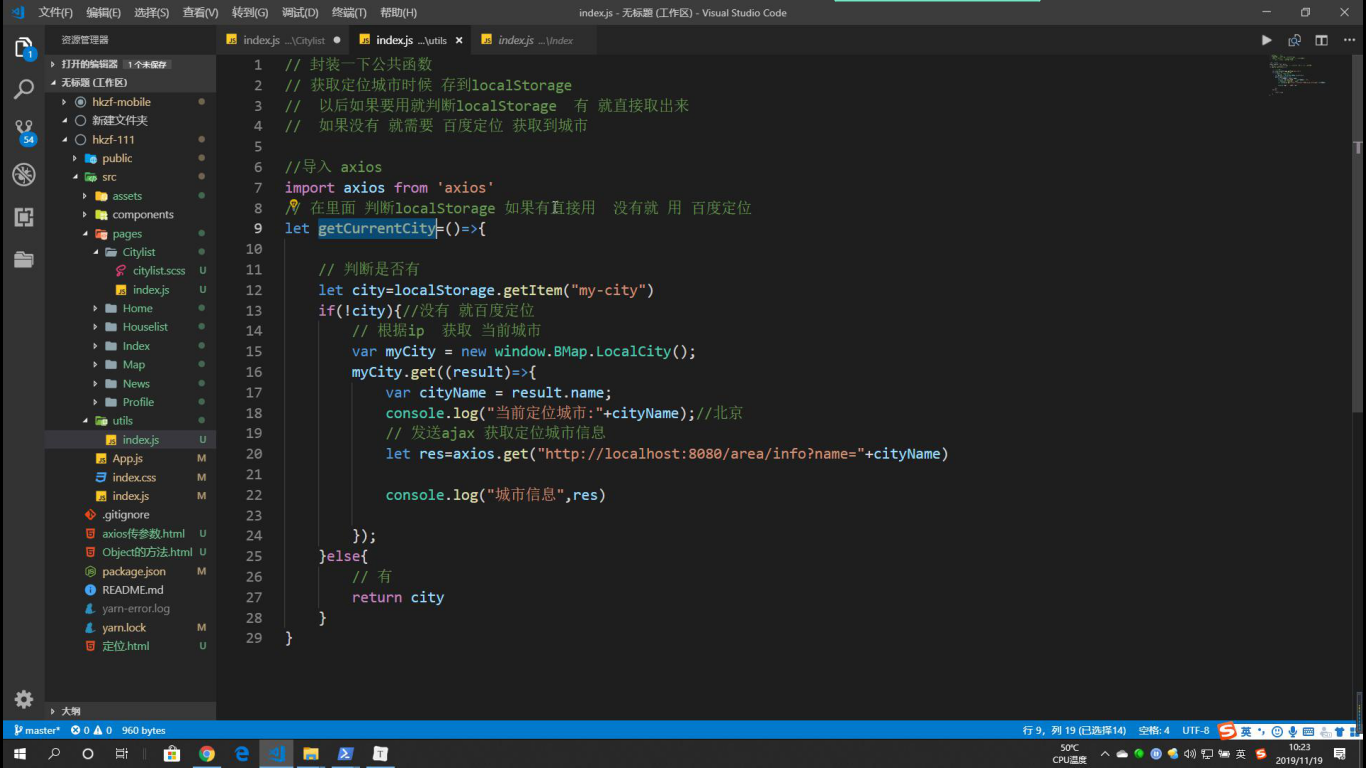 文件(F) 编辑(E) 选择(S) 查看(V) 转到(G) 调试(D) 终端(T) 帮助(H)
index.js - 无标题 (工作区) - Visual Studio Code
资源管理器
index.js ...\Citylist
index.js ...\utils
index.js ...\Index
打开的编辑器 1 个未保存
无标题 (工作区)
hkzf-mobile
新建文件夹
hkzf-111
public
src
assets
components
pages
Citylist
citylist.scss U
index.js U
Home
Houselist
Index
Map
News
Profile
utils
index.js U
App.js M
index.css M
index.js M
.gitignore
axios传参数.html U
Object的方法.html U
package.json M
README.md
yarn-error.log
yarn.lock M
定位.html U
大纲
1
54
1 // 封装一下公共函数
2 // 获取定位城市时候 存到localStorage
3 // 以后如果要用就判断localStorage 有 就直接取出来
4 // 如果没有 就需要 百度定位 获取到城市
5
6 //导入 axios
7 import axios from 'axios'
8 // 在里面 判断localStorage 如果有直接用 没有就 用 百度定位
9 let getCurrentCity=()=>{
10
11 // 判断是否有
12 let city=localStorage.getItem("my-city")
13 if(!city){//没有 就百度定位
14 // 根据ip 获取 当前城市
15 var myCity = new window.BMap.LocalCity();
16 myCity.get((result)=>{
17 var cityName = result.name;
18 console.log("当前定位城市:"+cityName);//北京
19 // 发送ajax 获取定位城市信息
20 let res=axios.get("http://localhost:8080/area/info?name="+cityName)
21
22 console.log("城市信息",res)
23
24 });
25 }else{
26 // 有
27 return city
28 }
29 }
master* 0 0 960 bytes
行 9，列 19 (已选择14) 空格: 4 UTF-8
英
50℃
CPU温度
英
10:23
2019/11/19